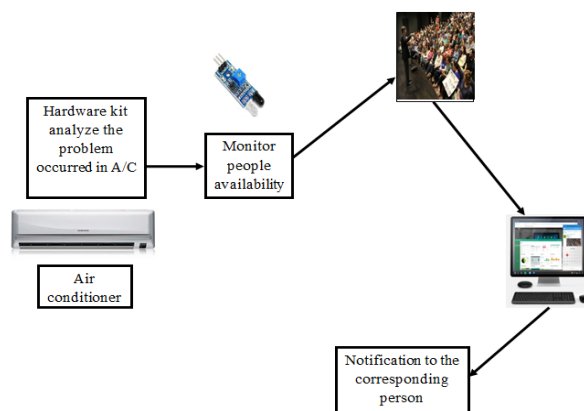 Hardware kit
analyze the
problem
occurred in A/C
Monitor
people
availability
Air
conditioner
Notification to the
corresponding
person